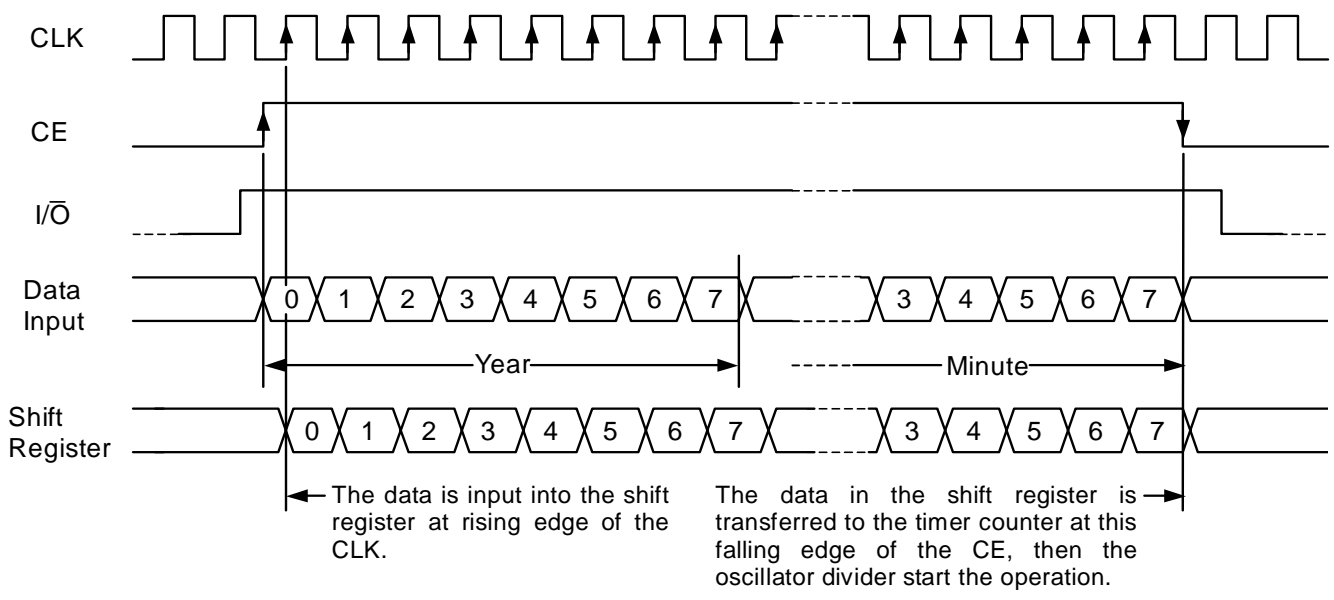 CLK
CE
I/O̅
Data
Input
0 1 2 3 4 5 6 7 3 4 5 6 7
Year Minute
Shift
Register
0 1 2 3 4 5 6 7 3 4 5 6 7
The data is input into the shift
register at rising edge of the
CLK.
The data in the shift register is
transferred to the timer counter at this
falling edge of the CE, then the
oscillator divider start the operation.